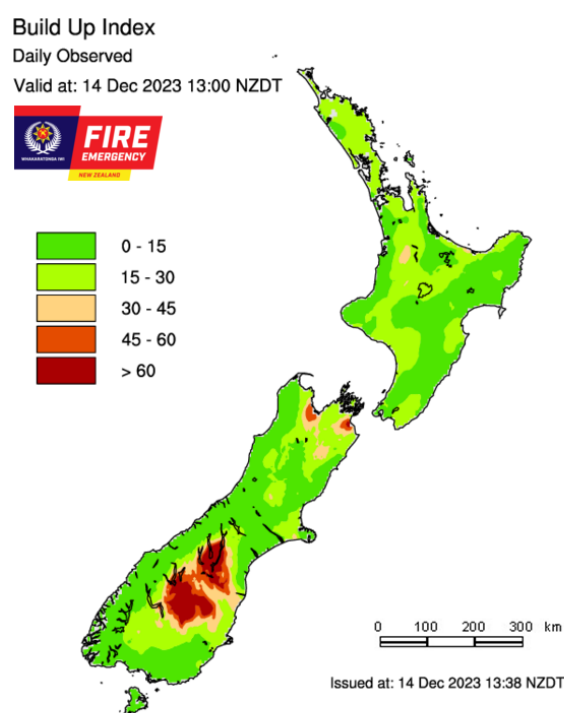 Build Up Index
Daily Observed
Valid at: 14 Dec 2023 13:00 NZDT
WHAKARATONGA IWI
FIRE
EMERGENCY
NEW ZEALAND
0 - 15
15 - 30
30 - 45
45 - 60
> 60
0 100 200 300 km
Issued at: 14 Dec 2023 13:38 NZDT